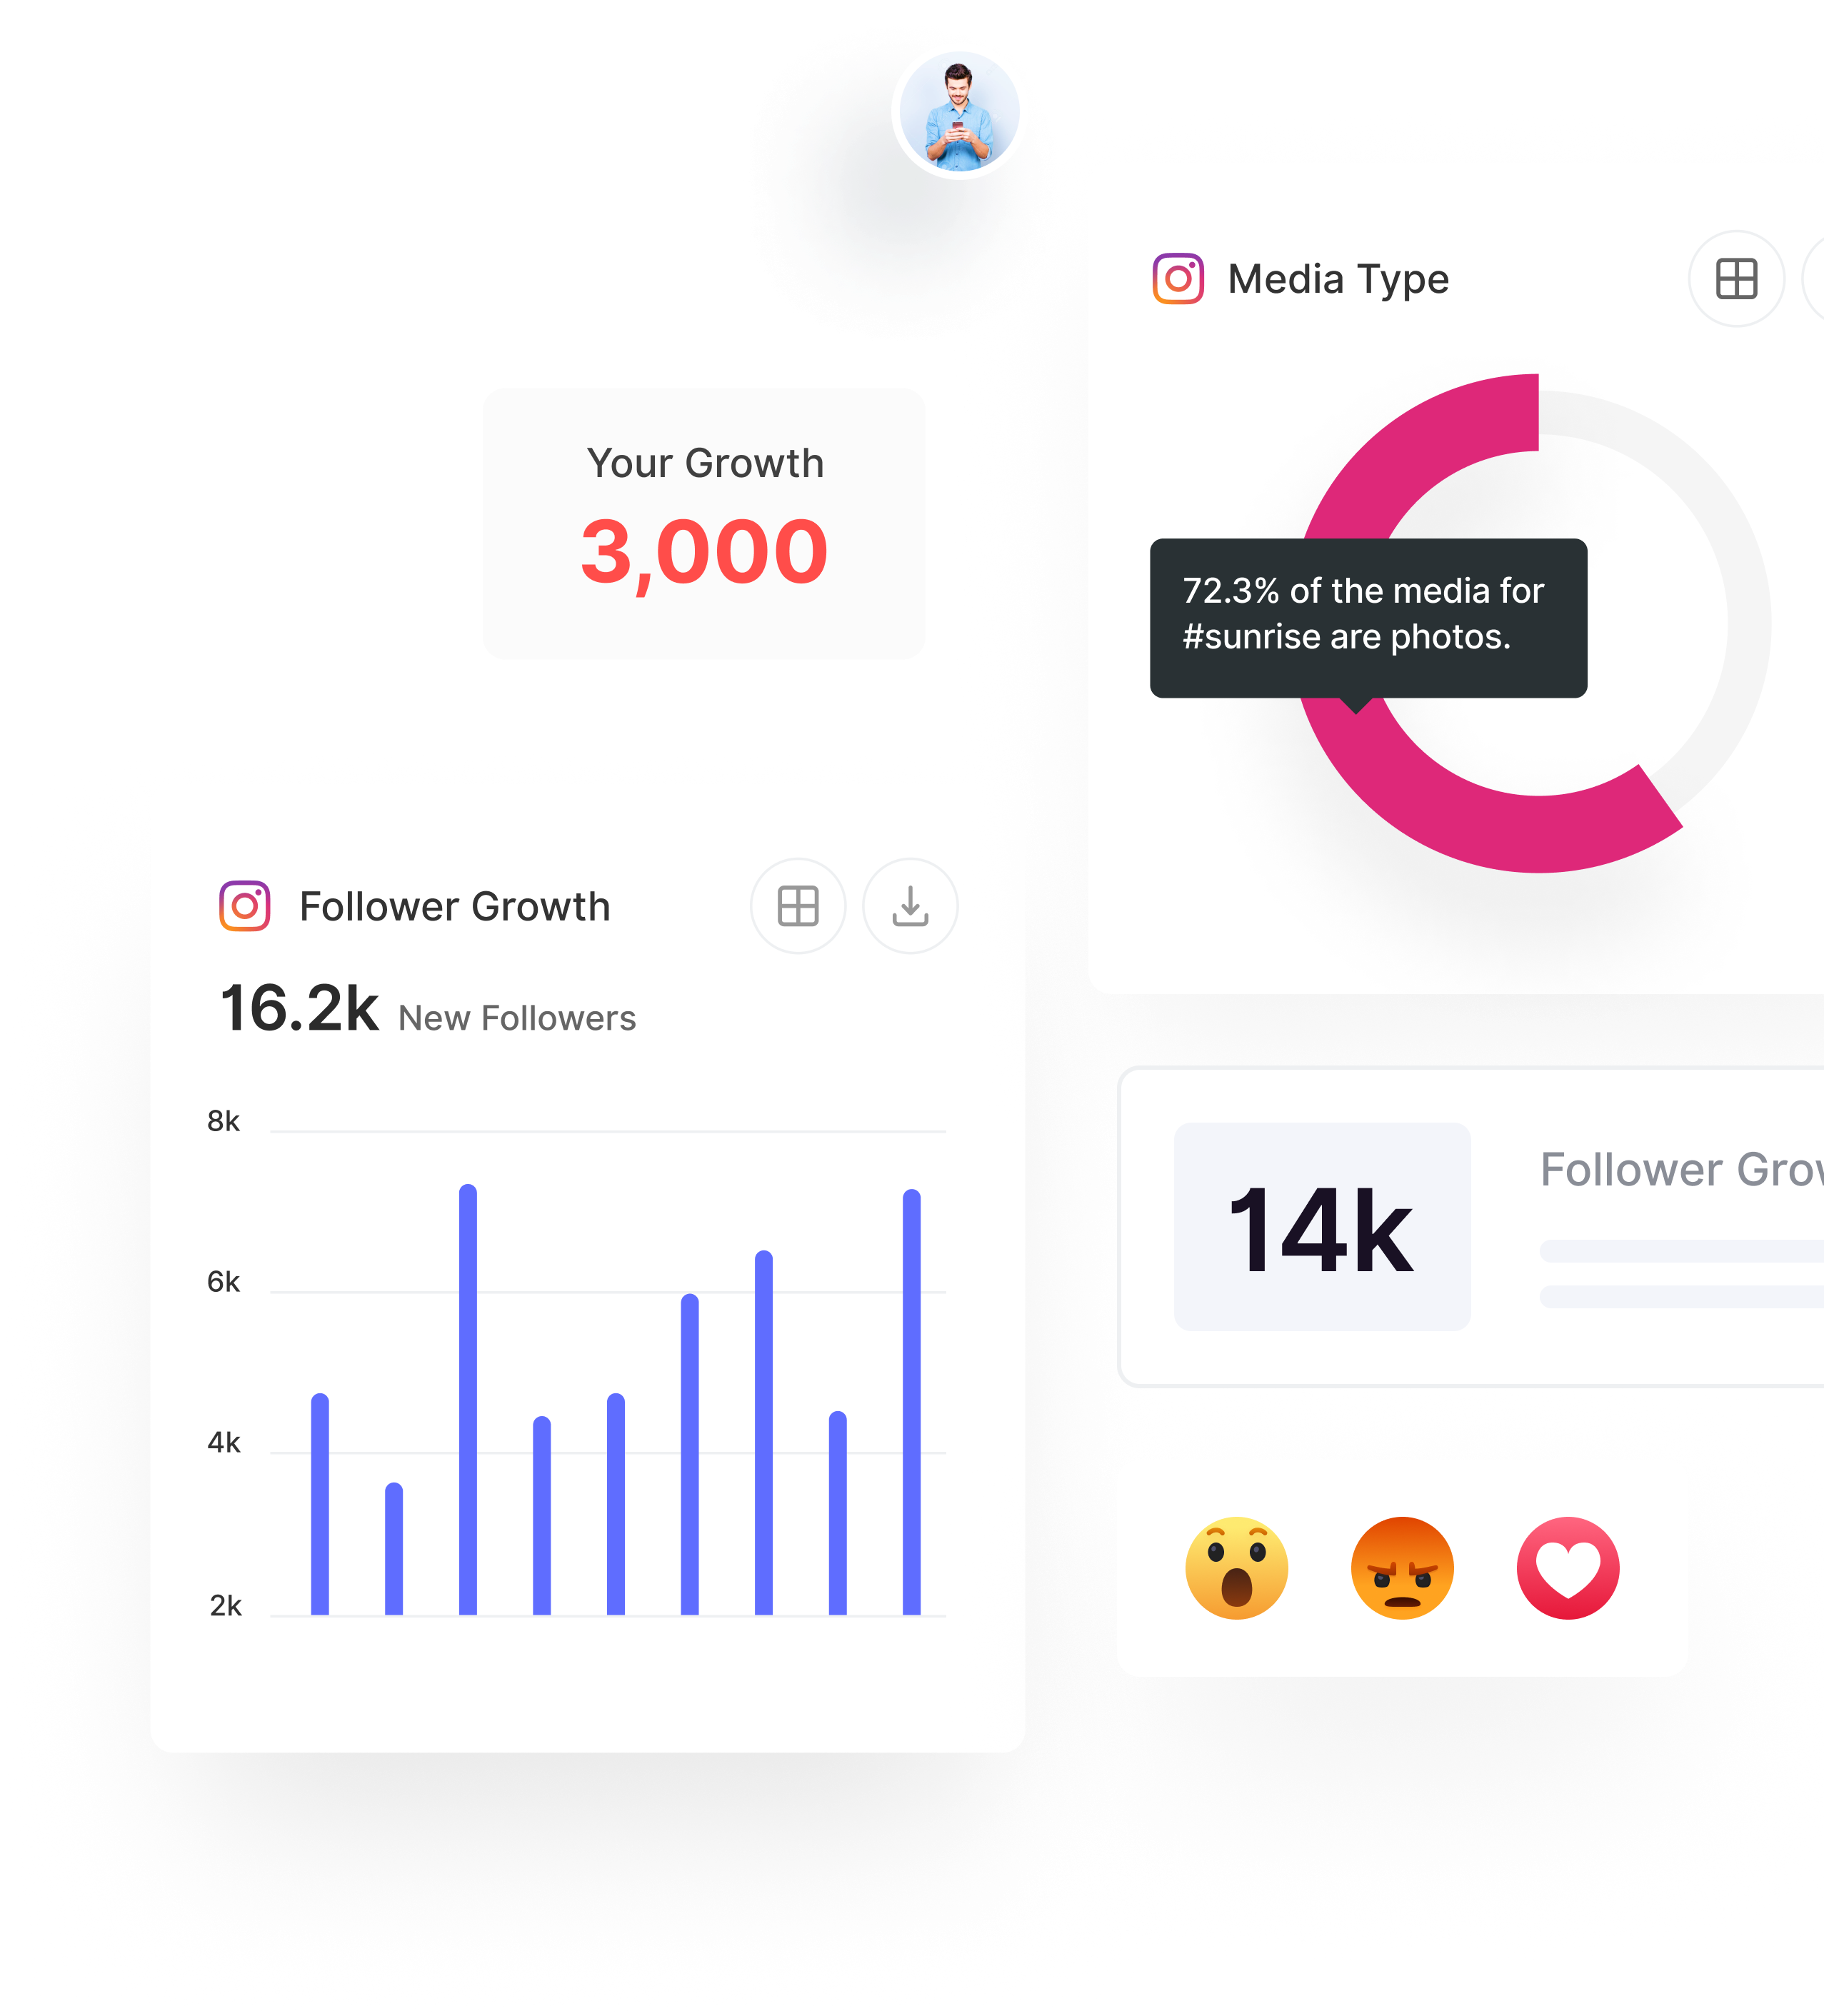 Media Type
Your Growth
3,000
72.3% of the media for
#sunrise are photos.
Follower Growth
16.2k New Followers
8k
6k
4k
2k
14k
Follower Grow